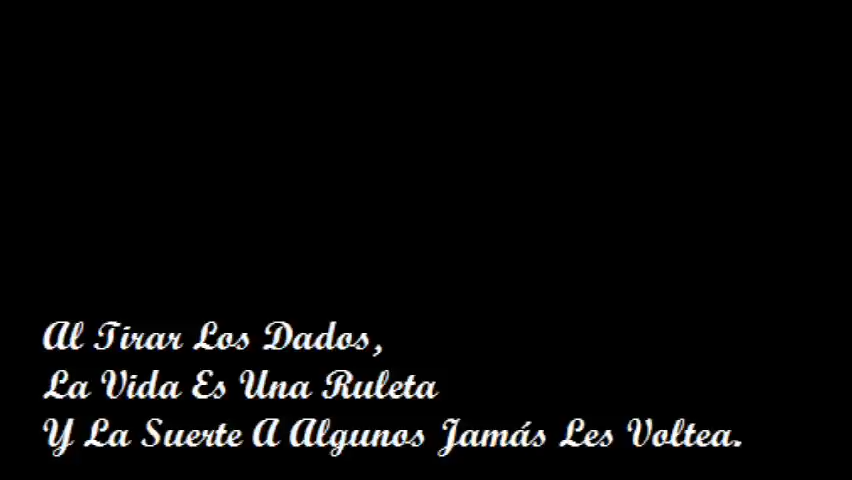 Al Tirar Los Dados,
La Vida Es Una Ruleta
Y La Suerte A Algunos Jamás Les Voltea.